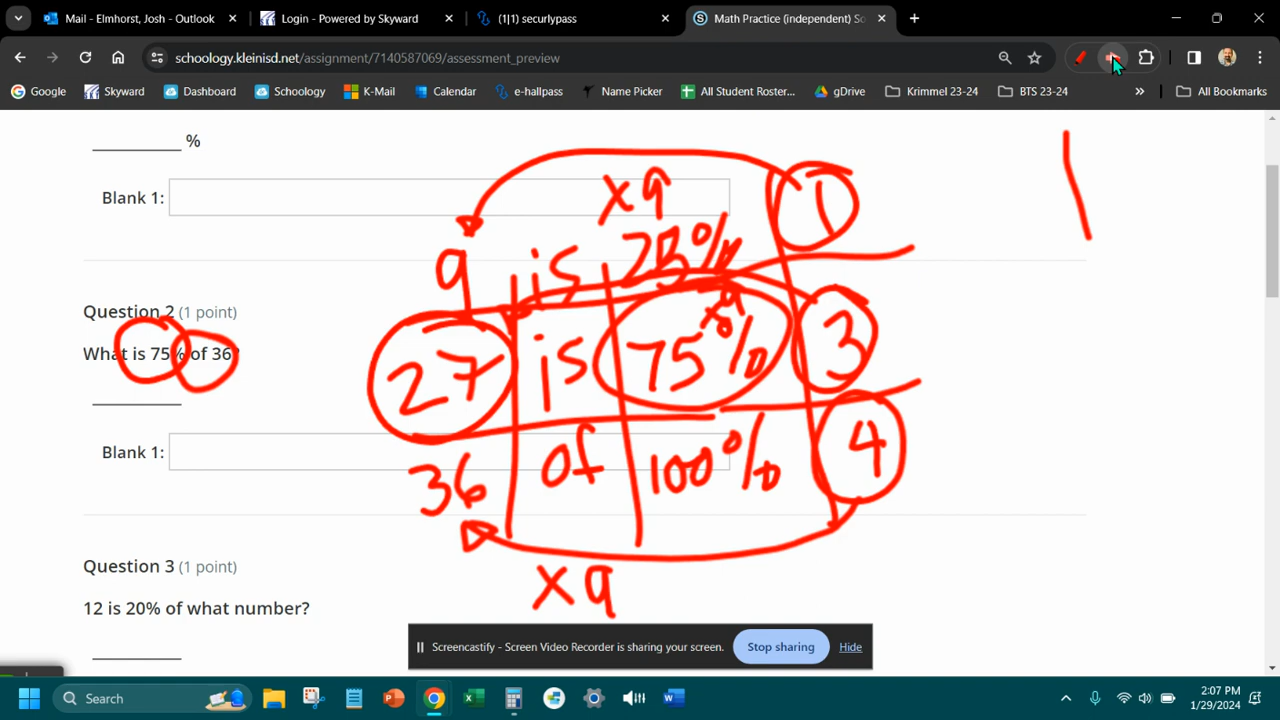 Mail - Elmhorst, Josh - Outlook
Login - Powered by Skyward
(1|1) securlypass
Math Practice (independent) So
schoology.kleinisd.net/assignment/7140587069/assessment_preview
Google
Skyward
Dashboard
Schoology
K-Mail
Calendar
e-hallpass
Name Picker
All Student Roster...
gDrive
Krimmel 23-24
BTS 23-24
»
All Bookmarks
%
Blank 1:
x9
1
9 is 25%
Question 2 (1 point)
x9
What is 75% of 36?
27 is 75% 3
Blank 1:
36 of 100% 4
x9
Question 3 (1 point)
12 is 20% of what number?
Screencastify - Screen Video Recorder is sharing your screen.
Stop sharing
Hide
Search
2:07 PM
1/29/2024